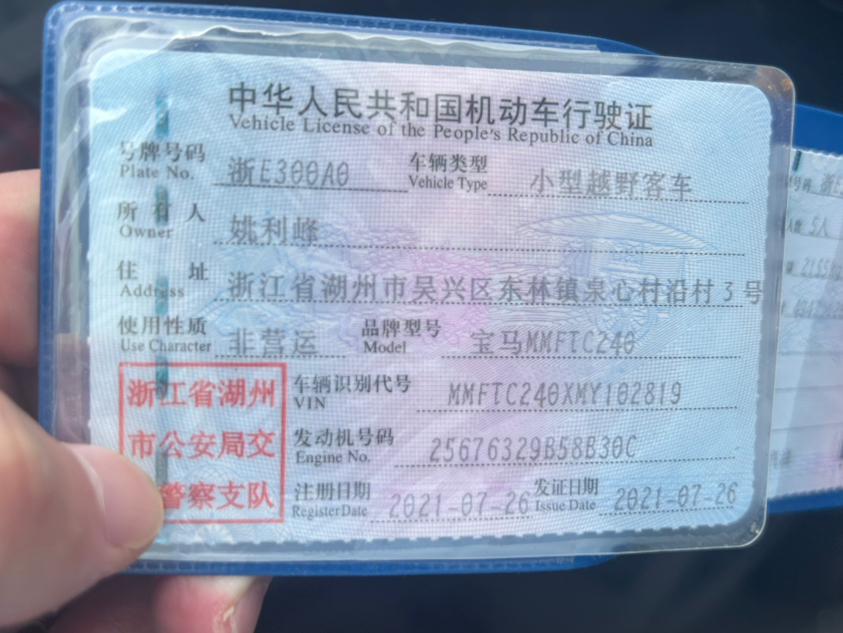 中华人民共和国机动车行驶证
Vehicle License of the People's Republic of China
号牌号码 浙E300A0 车辆类型 小型越野客车
Plate No. Vehicle Type
所有人 姚利峰
Owner
住址 浙江省湖州市吴兴区东林镇泉心村沿村3号
Address
使用性质 非营运 品牌型号 宝马MMFTC240
Use Character Model
浙江省湖州
市公安局交
警察支队
车辆识别代号 MMFTC240XMY102819
VIN
发动机号码 25676329B58B30C
Engine No.
注册日期 2021-07-26 发证日期 2021-07-26
Register Date Issue Date
5人